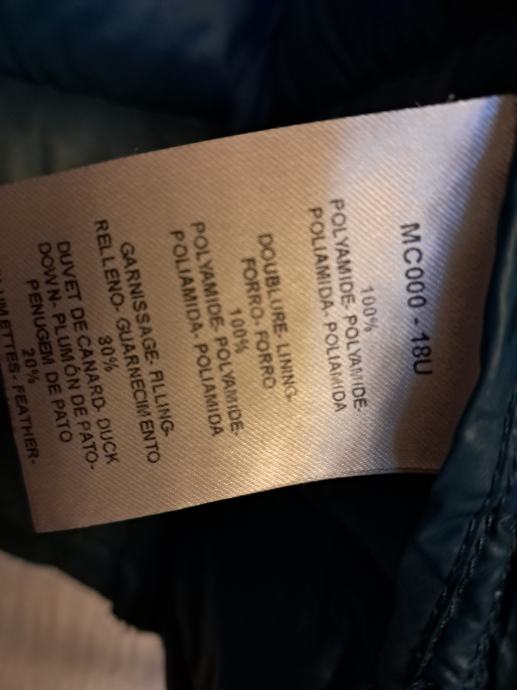 MC000 - 18U
100%
POLYAMIDE- POLYAMIDE-
POLIAMIDA- POLIAMIDA
DOUBLURE- LINING-
FORRO- FORRO
100%
POLYAMIDE- POLYAMIDE-
POLIAMIDA- POLIAMIDA
GARNISSAGE- FILLING-
RELLENO- GUARNECIMENTO
80%
DUVET DE CANARD- DUCK
DOWN- PLUMÓN DE PATO-
PENUGEM DE PATO
20%
FEATHER-